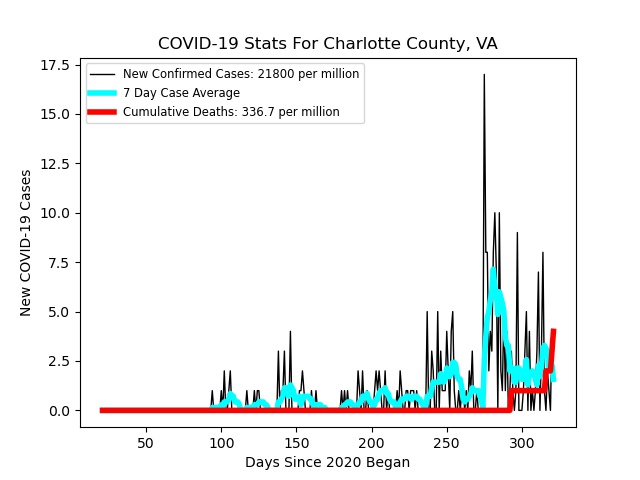 COVID-19 Stats For Charlotte County, VA
New Confirmed Cases: 21800 per million
7 Day Case Average
Cumulative Deaths: 336.7 per million
New COVID-19 Cases
17.5
15.0
12.5
10.0
7.5
5.0
2.5
0.0
50 100 150 200 250 300
Days Since 2020 Began